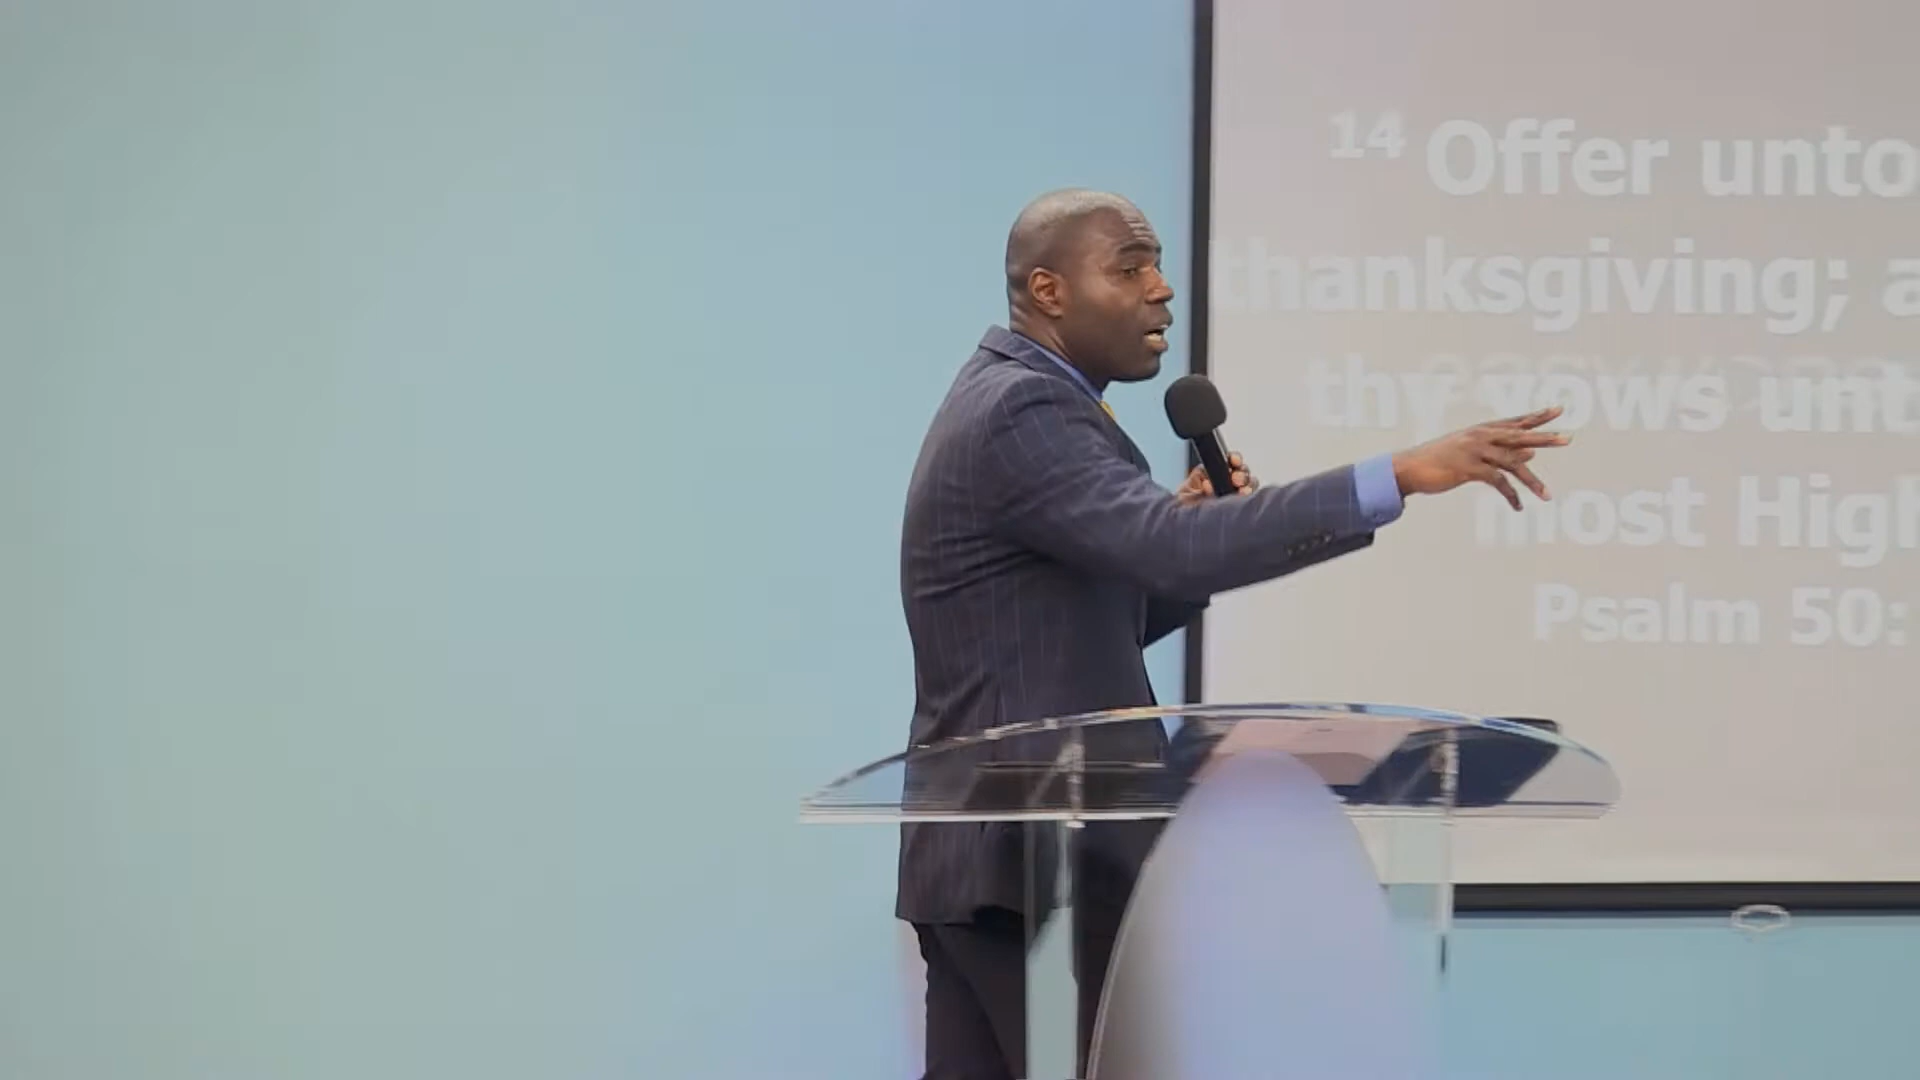 14 Offer unto
thanksgiving; a
thy vows unt
most High
Psalm 50: